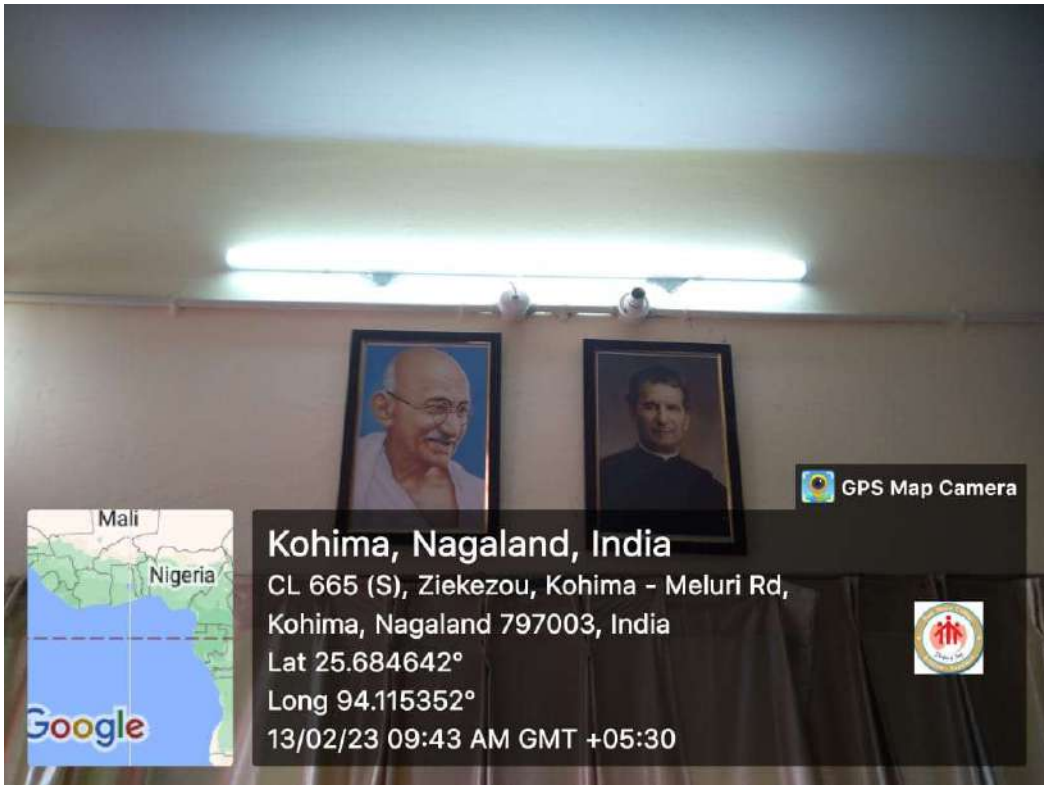 GPS Map Camera
Mali
Nigeria
Google
Kohima, Nagaland, India
CL 665 (S), Ziekezou, Kohima - Meluri Rd,
Kohima, Nagaland 797003, India
Lat 25.684642°
Long 94.115352°
13/02/23 09:43 AM GMT +05:30